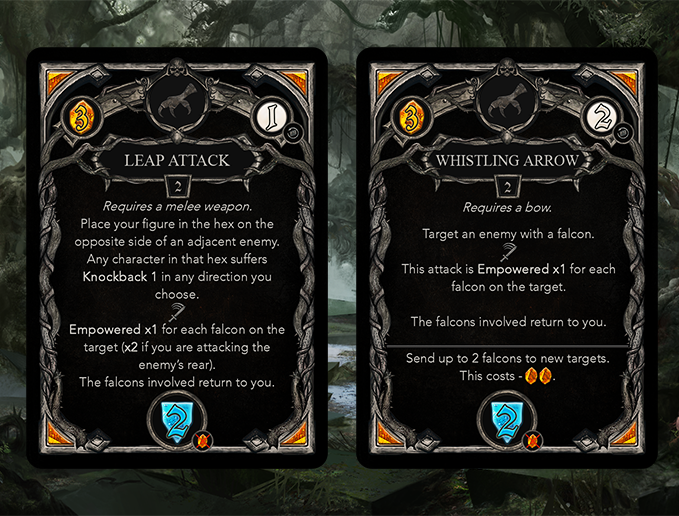 3
1
LEAP ATTACK
2
Requires a melee weapon.
Place your figure in the hex on the
opposite side of an adjacent enemy.
Any character in that hex suffers
Knockback 1 in any direction you
choose.
Empowered x1 for each falcon on the
target (x2 if you are attacking the
enemy's rear).
The falcons involved return to you.
2
3
2
WHISTLING ARROW
2
Requires a bow.
Target an enemy with a falcon.
This attack is Empowered x1 for each
falcon on the target.
The falcons involved return to you.
Send up to 2 falcons to new targets.
This costs - .
2